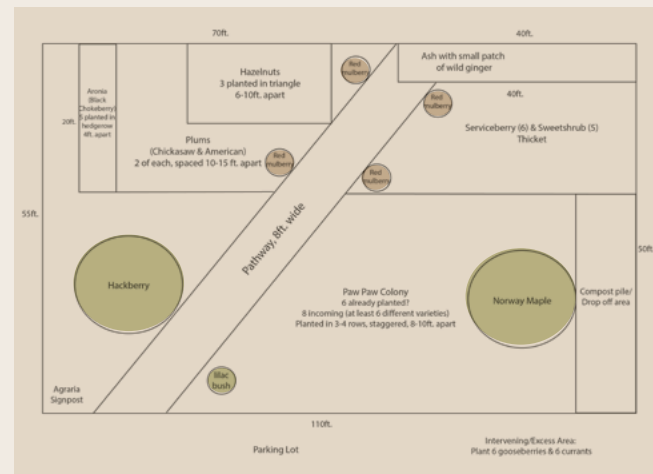 70ft.
40ft.
Ash with small patch
of wild ginger
Red
mulberry
Hazelnuts
3 planted in triangle
6-10ft. apart
Aronia
(Black
Chokeberry)
5 planted in
hedgerow
4ft. apart
20ft.
40ft.
Red
mulberry
Serviceberry (6) & Sweetshrub (5)
Thicket
Plums
(Chickasaw & American)
2 of each, spaced 10-15 ft. apart
Red
mulberry
Red
mulberry
55ft.
Pathway, 8ft. wide
50ft.
Hackberry
Paw Paw Colony
6 already planted?
8 incoming (at least 6 different varieties)
Planted in 3-4 rows, staggered, 8-10ft. apart
Norway Maple
Compost pile/
Drop off area
lilac
bush
Agraria
Signpost
110ft.
Parking Lot
Intervening/Excess Area:
Plant 6 gooseberries & 6 currants